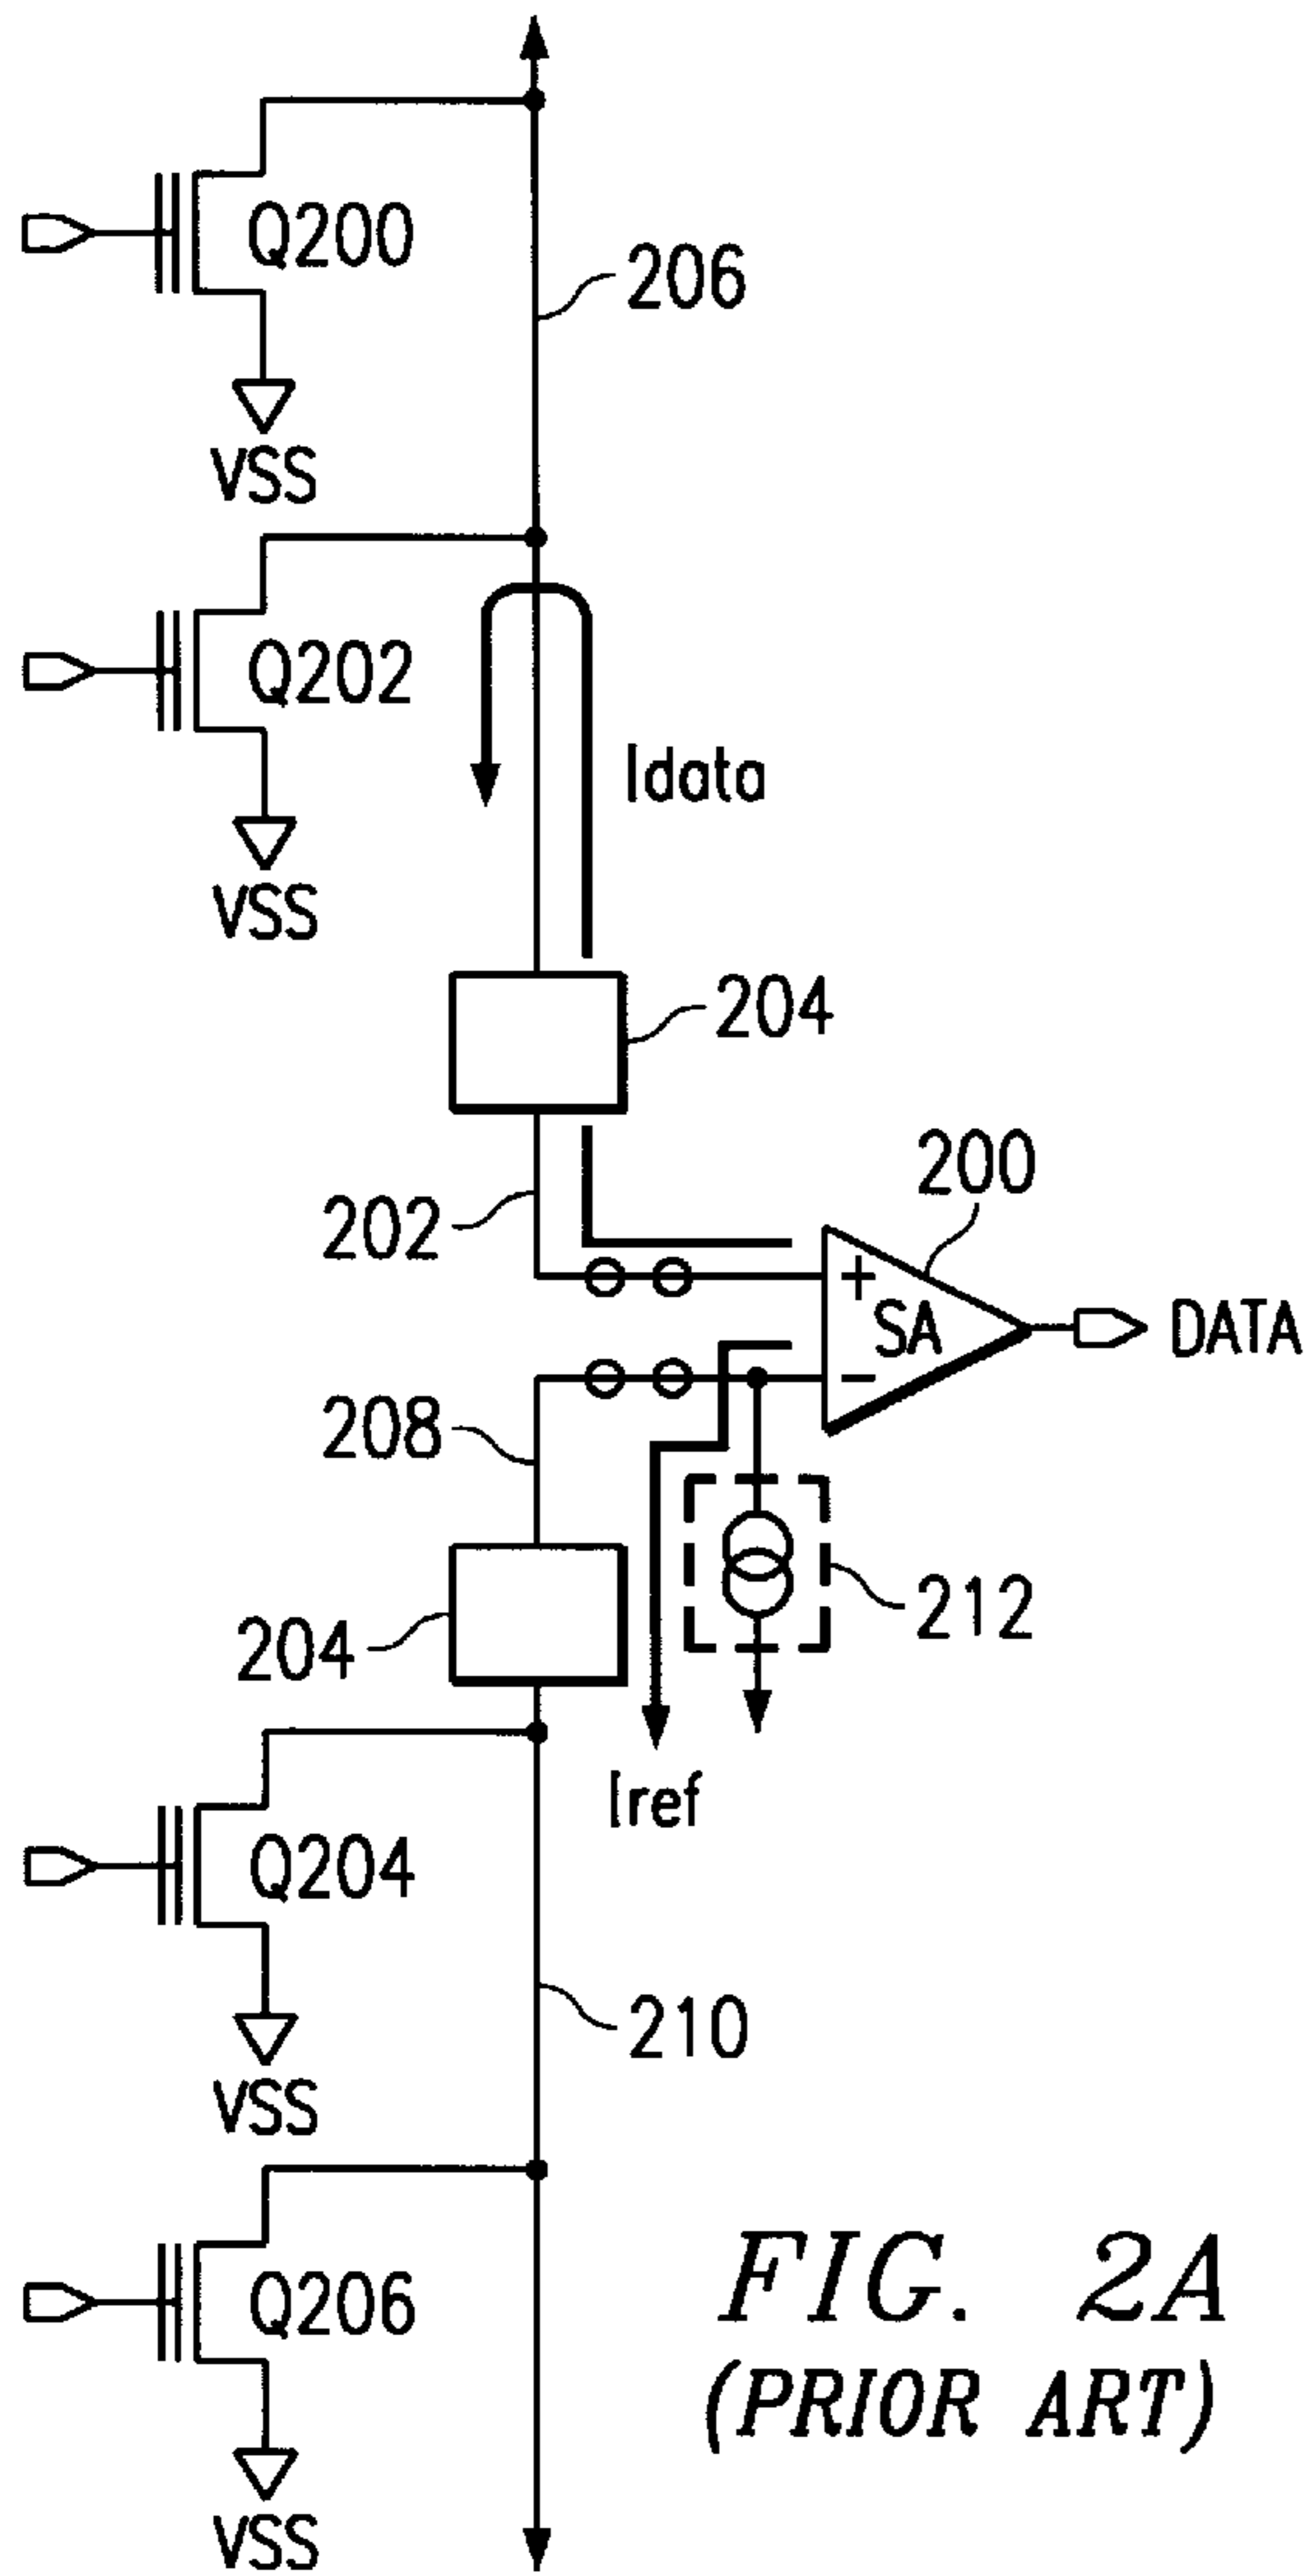 Q200
206
VSS
Q202
Idata
VSS
204
200
202
+
SA
DATA
-
208
212
204
Iref
Q204
210
VSS
Q206
FIG. 2A
(PRIOR ART)
VSS